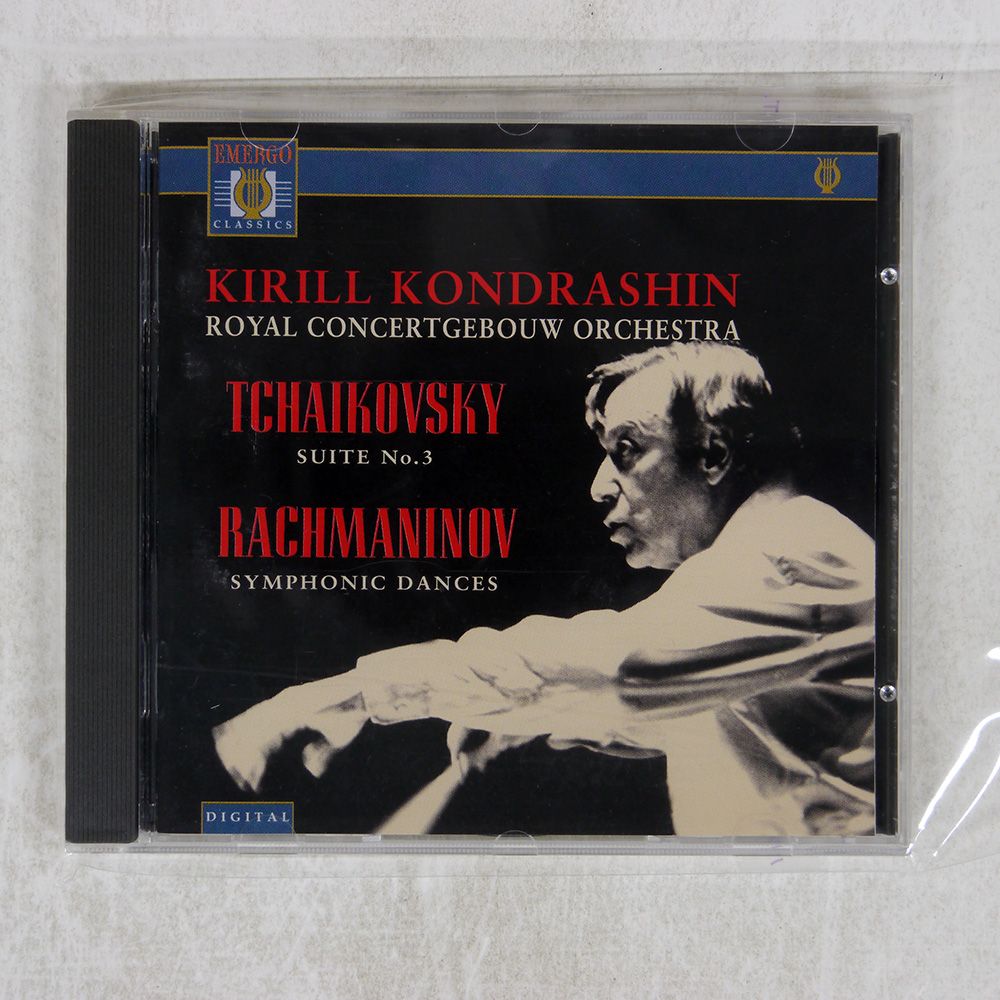 EMERGO
CLASSICS
KIRILL KONDRASHIN
ROYAL CONCERTGEBOUW ORCHESTRA
TCHAIKOVSKY
SUITE No.3
RACHMANINOV
SYMPHONIC DANCES
DIGITAL